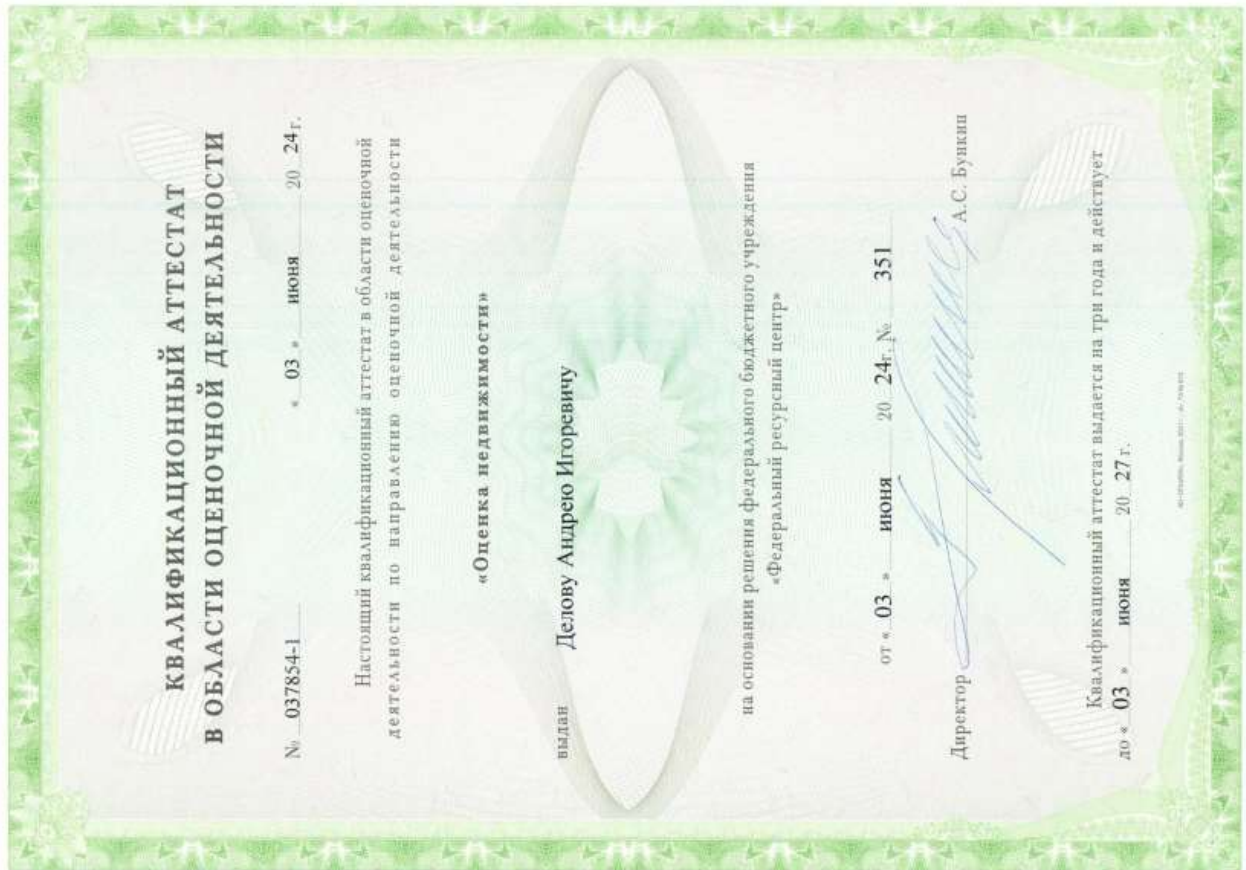 КВАЛИФИКАЦИОННЫЙ АТТЕСТАТ
В ОБЛАСТИ ОЦЕНОЧНОЙ ДЕЯТЕЛЬНОСТИ
№ 037854-1 « 03 » июня 20 24 г.
Настоящий квалификационный аттестат в области оценочной
деятельности по направлению оценочной деятельности
«Оценка недвижимости»
выдан Делову Андрею Игоревичу
на основании решения федерального бюджетного учреждения
«Федеральный ресурсный центр»
от « 03 » июня 20 24г. № 351
Директор А.С. Бункин
Квалификационный аттестат выдается на три года и действует
до « 03 » июня 20 27 г.